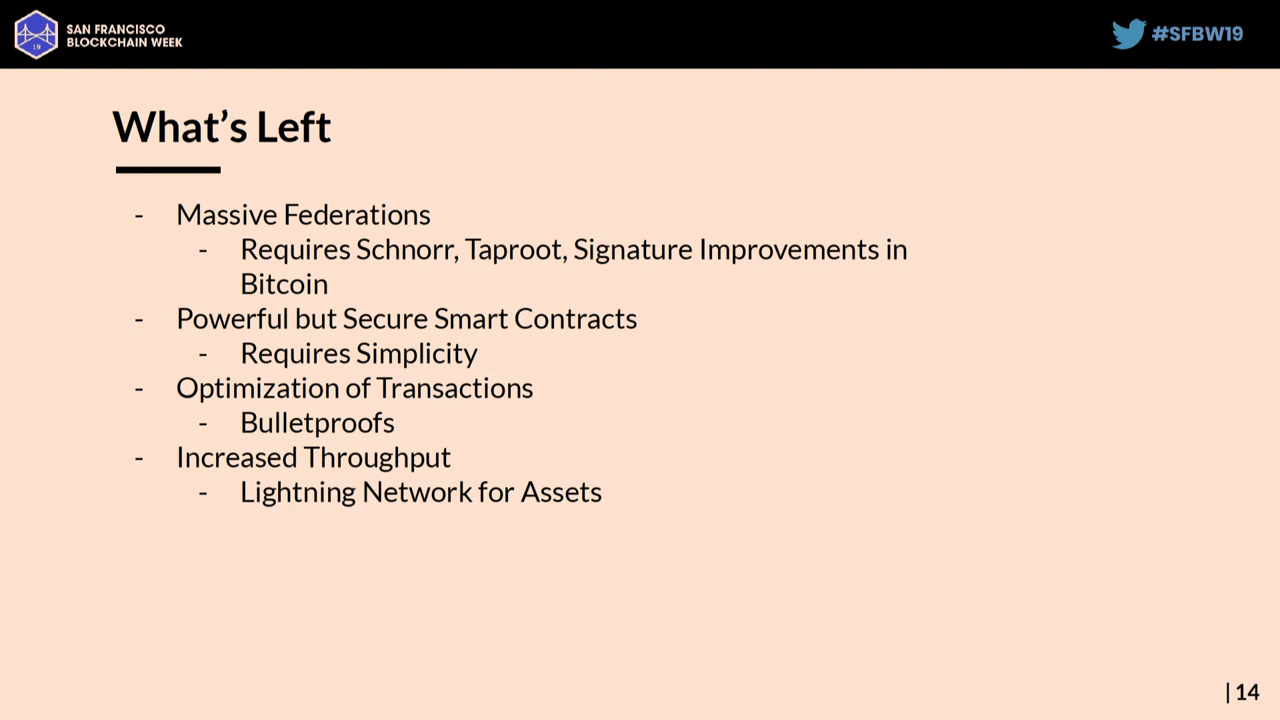 SAN FRANCISCO
BLOCKCHAIN WEEK
19
#SFBW19
What's Left
- Massive Federations
- Requires Schnorr, Taproot, Signature Improvements in
Bitcoin
- Powerful but Secure Smart Contracts
- Requires Simplicity
- Optimization of Transactions
- Bulletproofs
- Increased Throughput
- Lightning Network for Assets
| 14